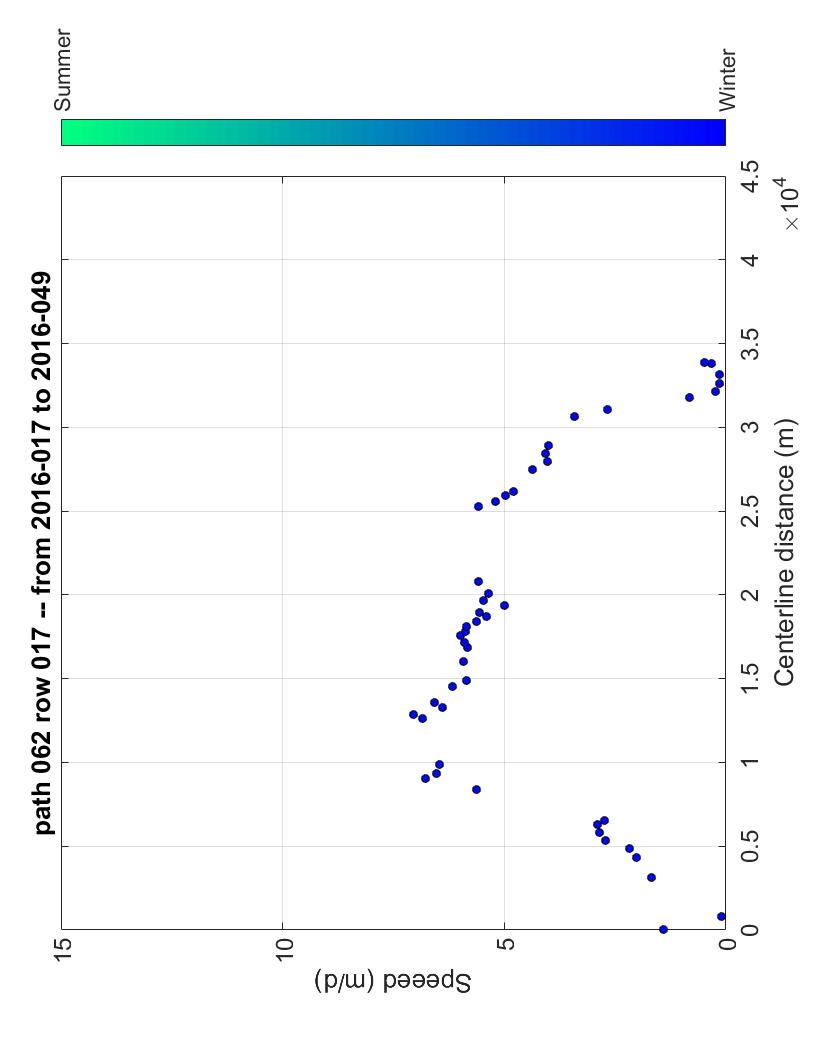 path 062 row 017 -- from 2016-017 to 2016-049
15
10
5
0
Speeed (m/d)
0 0.5 1 1.5 2 2.5 3 3.5 4 4.5
×10⁴
Centerline distance (m)
Summer
Winter